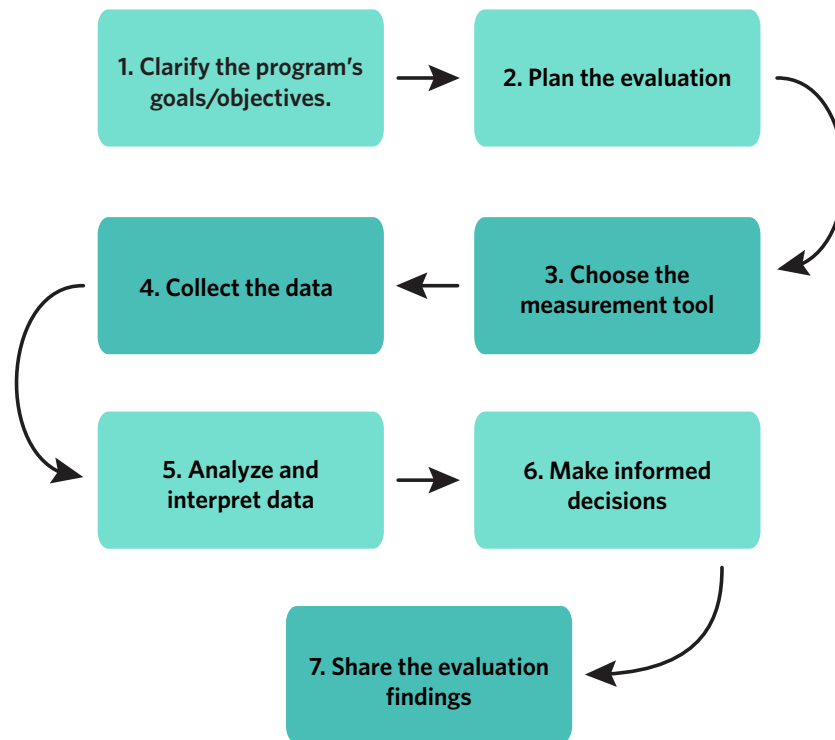 1. Clarify the program’s
goals/objectives.
2. Plan the evaluation
3. Choose the
measurement tool
4. Collect the data
5. Analyze and
interpret data
6. Make informed
decisions
7. Share the evaluation
findings